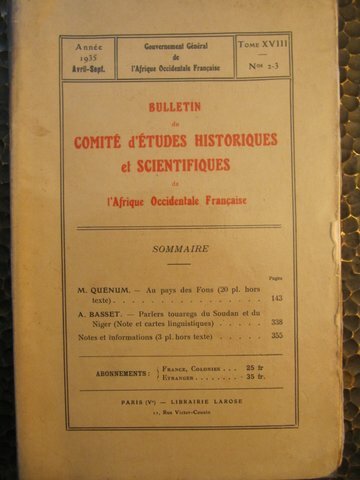 Année
1935
Avril-Sept.
Gouvernement Général
de
l'Afrique Occidentale Française
TOME XVIII
Nos 2-3
BULLETIN
du
COMITÉ d'ÉTUDES HISTORIQUES
et SCIENTIFIQUES
de
l'Afrique Occidentale Française
SOMMAIRE
Pages
M. QUENUM. — Au pays des Fons (20 pl. hors
texte) . . . . . . . . . . . . . . . 143
A. BASSET. — Parlers touaregs du Soudan et du
Niger (Note et cartes linguistiques) . . . . . 338
Notes et informations (3 pl. hors texte) . . . . 355
ABONNEMENTS : { FRANCE, COLONIES . . . 25 fr
ETRANGER . . . . . . . . . 35 fr.
PARIS (Ve) — LIBRAIRIE LAROSE
11, RUE VICTOR-COUSIN